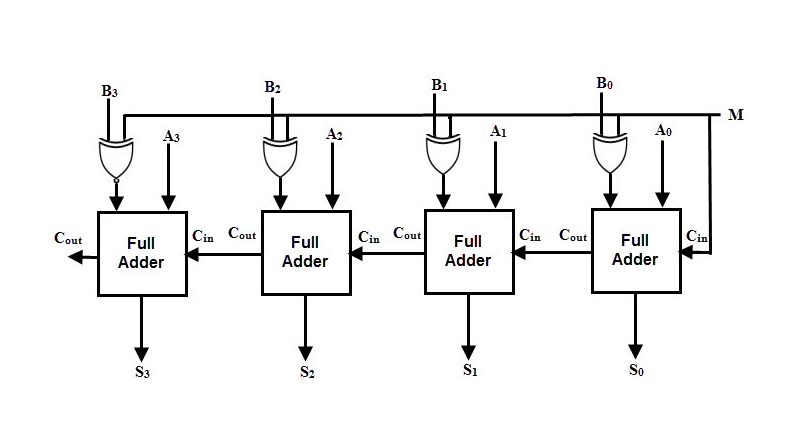 B3
B2
B1
B0
M
A3
A2
A1
A0
Cout
Full
Adder
Cin
Cout
Full
Adder
Cin
Cout
Full
Adder
Cin
Cout
Full
Adder
Cin
S3
S2
S1
S0